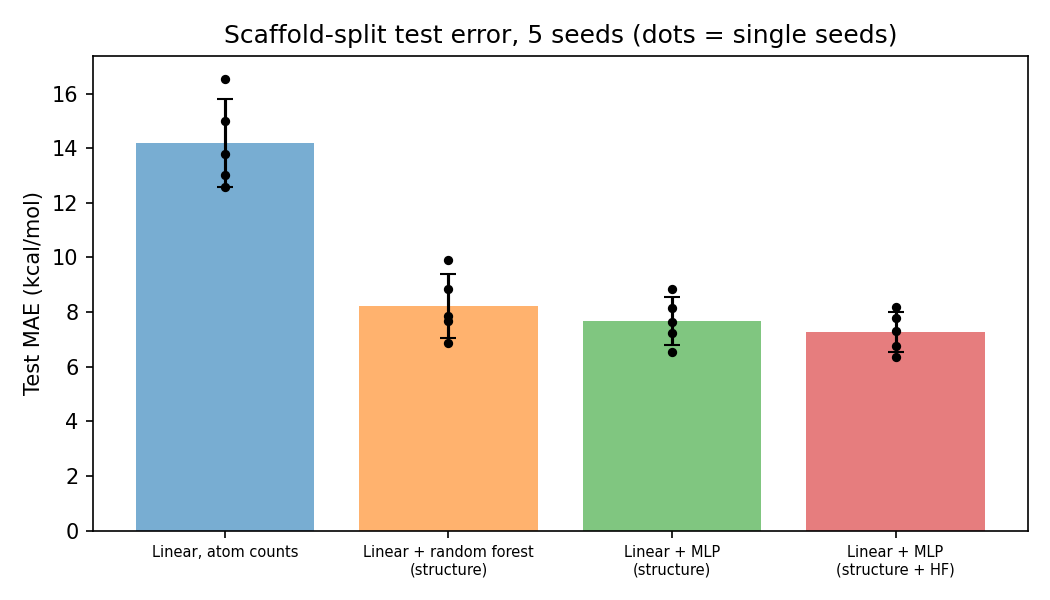 Scaffold-split test error, 5 seeds (dots = single seeds)
Test MAE (kcal/mol)
16
14
12
10
8
6
4
2
0
Linear, atom counts
Linear + random forest
(structure)
Linear + MLP
(structure)
Linear + MLP
(structure + HF)